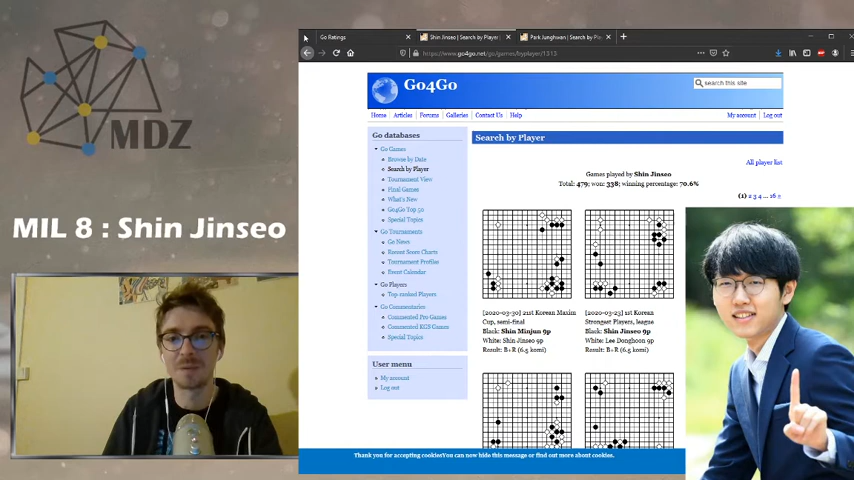 MDZ
MIL 8 : Shin Jinseo
Go Ratings
Shin Jinseo | Search by Player
Park Junghwan | Search by Pl
https://www.go4go.net/go/games/byplayer/1313
Go4Go
search this site
Home Articles Forums Galleries Contact Us Help
My account Log out
Go databases
Go Games
Browse by Date
Search by Player
Tournament View
Final Games
What's New
Go4Go Top 50
Special Topics
Go Tournaments
Go News
Recent Score Charts
Tournament Profiles
Event Calendar
Go Players
Top ranked Players
Go Commentaries
Commented Pro Games
Commented KGS Games
Special Topics
User menu
My account
Log out
Search by Player
All player list
Games played by Shin Jinseo
Total: 479; won: 338; winning percentage: 70.6%
(1) 2 3 4 ... 16 »
[2020-03-30] 21st Korean Maxim
Cup, semi-final
Black: Shin Minjun 9p
White: Shin Jinseo 9p
Result: B+R (6.5 komi)
[2020-03-23] 1st Korean
Strongest Players, league
Black: Shin Jinseo 9p
White: Lee Donghoon 9p
Result: B+R (6.5 komi)
Thank you for accepting cookiesYou can now hide this message or find out more about cookies.